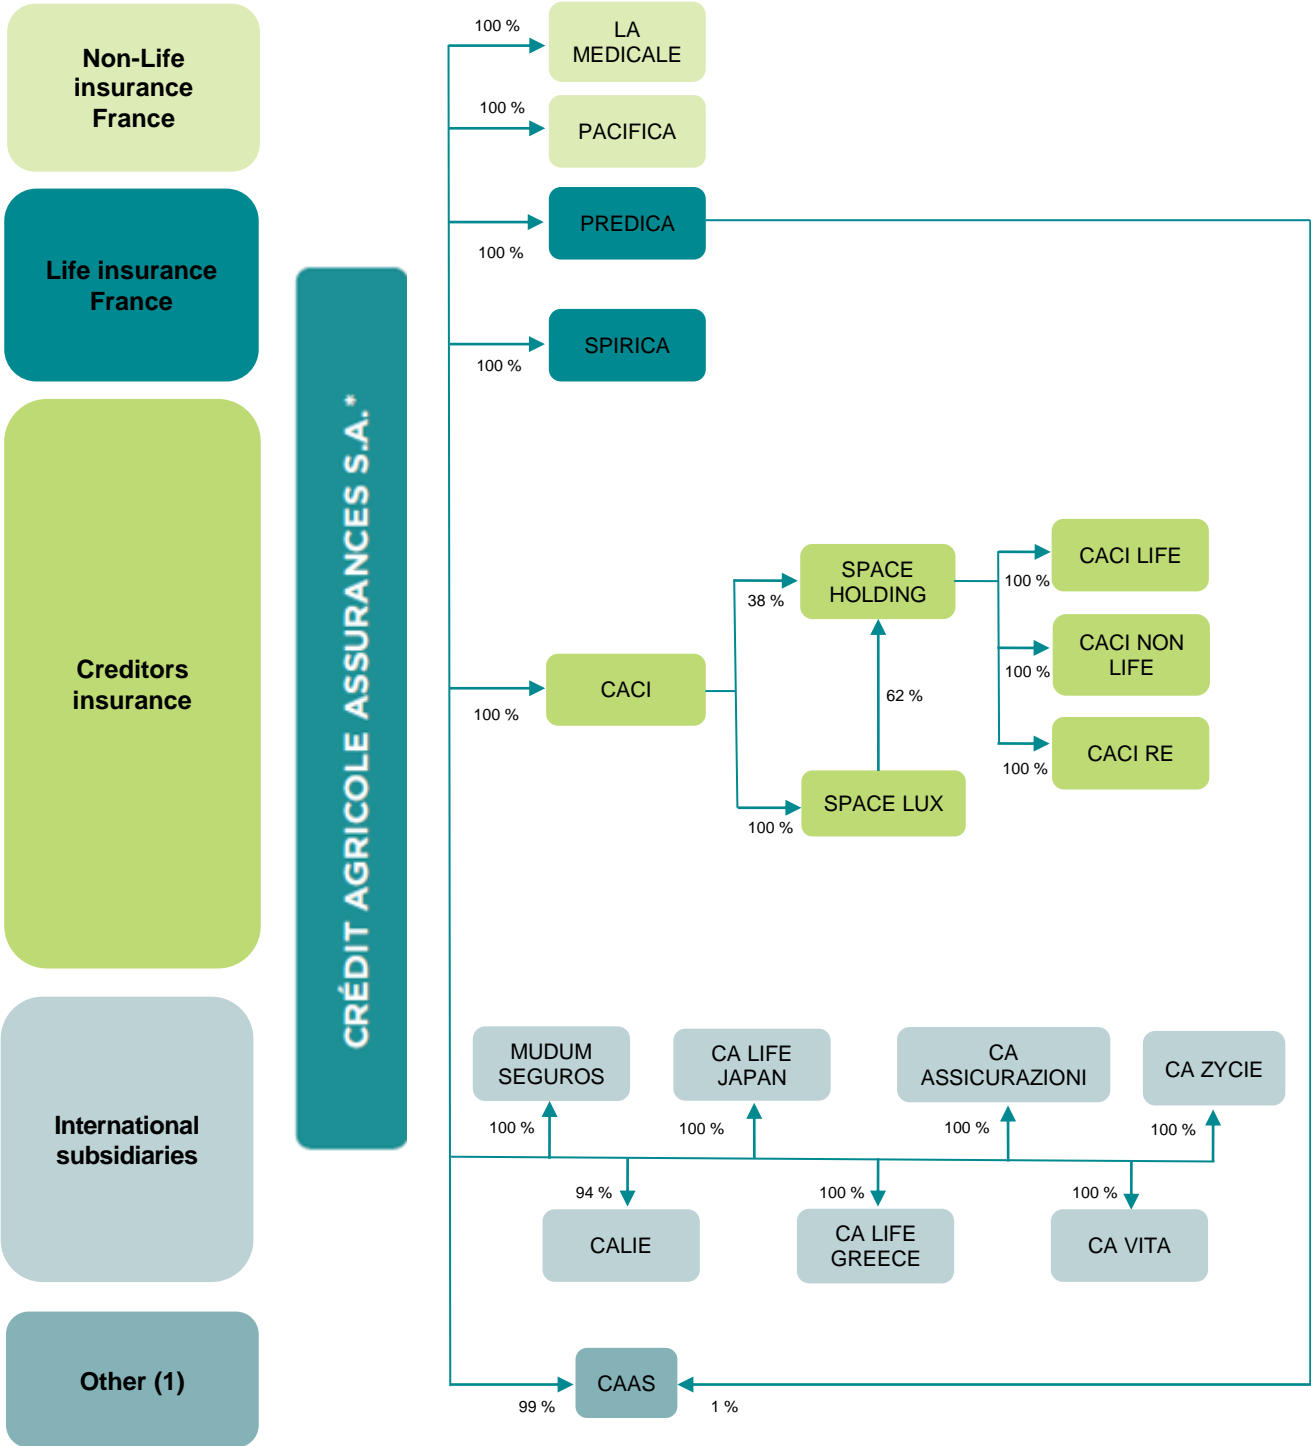 Non-Life
insurance
France
Life insurance
France
Creditors
insurance
International
subsidiaries
Other (1)
CRÉDIT AGRICOLE ASSURANCES S.A.*
100 %
LA
MEDICALE
100 %
PACIFICA
PREDICA
100 %
SPIRICA
100 %
CACI
100 %
SPACE
HOLDING
38 %
62 %
SPACE LUX
100 %
CACI LIFE
100 %
CACI NON
LIFE
100 %
CACI RE
100 %
MUDUM
SEGUROS
CA LIFE
JAPAN
CA
ASSICURAZIONI
CA ZYCIE
100 %
100 %
100 %
100 %
94 %
100 %
100 %
CALIE
CA LIFE
GREECE
CA VITA
CAAS
99 %
1 %